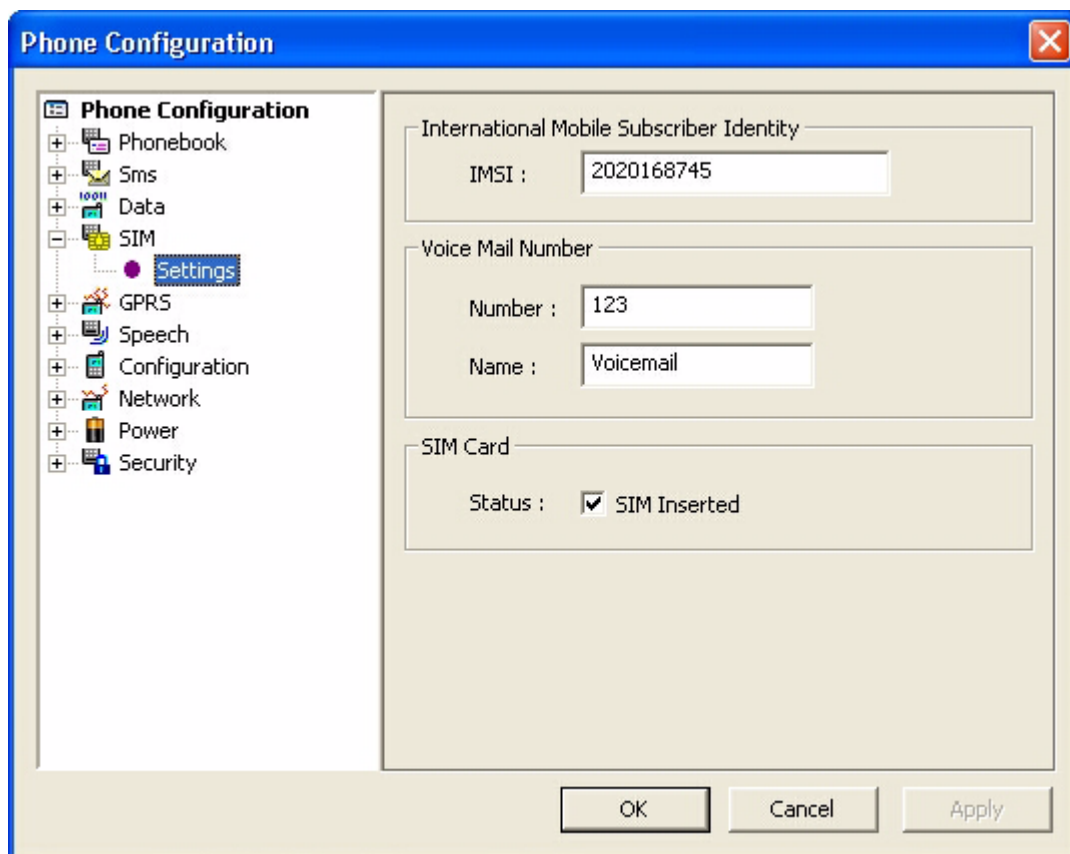 Phone Configuration
Phone Configuration
Phonebook
Sms
Data
SIM
Settings
GPRS
Speech
Configuration
Network
Power
Security
International Mobile Subscriber Identity
IMSI : 2020168745
Voice Mail Number
Number : 123
Name : Voicemail
SIM Card
Status : SIM Inserted
OK Cancel Apply